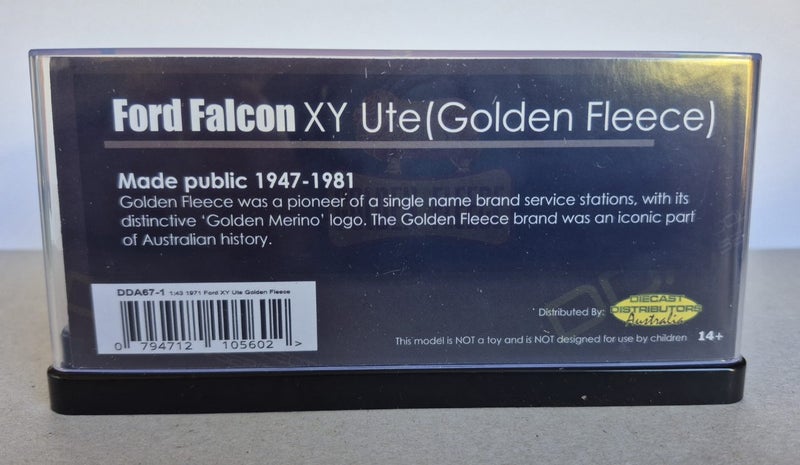 Ford Falcon XY Ute(Golden Fleece)
Made public 1947-1981
Golden Fleece was a pioneer of a single name brand service stations, with its
distinctive ‘Golden Merino’ logo. The Golden Fleece brand was an iconic part
of Australian history.
DDA67-1 1:43 1971 Ford XY Ute Golden Fleece
0 794712 105602 >
Distributed By:
DIECAST
DISTRIBUTORS
Australia
This model is NOT a toy and is NOT designed for use by children 14+